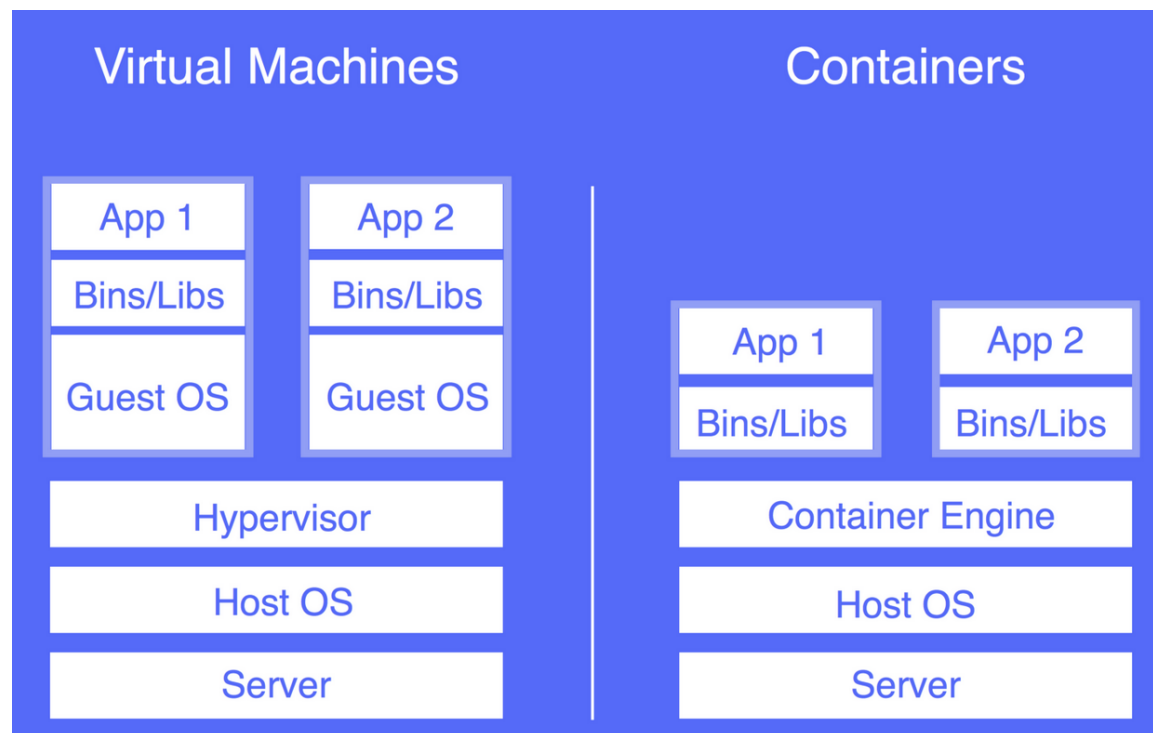 Virtual Machines
App 1
Bins/Libs
Guest OS
App 2
Bins/Libs
Guest OS
Hypervisor
Host OS
Server
Containers
App 1
Bins/Libs
App 2
Bins/Libs
Container Engine
Host OS
Server